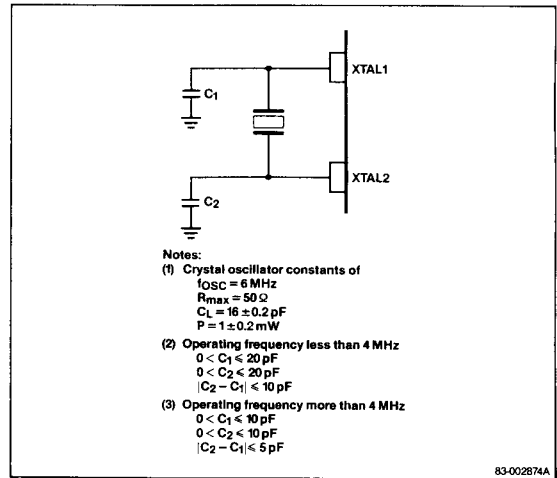 XTAL1
C1
XTAL2
C2
Notes:
(1) Crystal oscillator constants of
fOSC = 6 MHz
Rmax = 50 Ω
CL = 16 ±0.2 pF
P = 1 ±0.2 mW
(2) Operating frequency less than 4 MHz
0 < C1 ⩽ 20 pF
0 < C2 ⩽ 20 pF
|C2 − C1| ⩽ 10 pF
(3) Operating frequency more than 4 MHz
0 < C1 ⩽ 10 pF
0 < C2 ⩽ 10 pF
|C2 − C1| ⩽ 5 pF
83-002874A